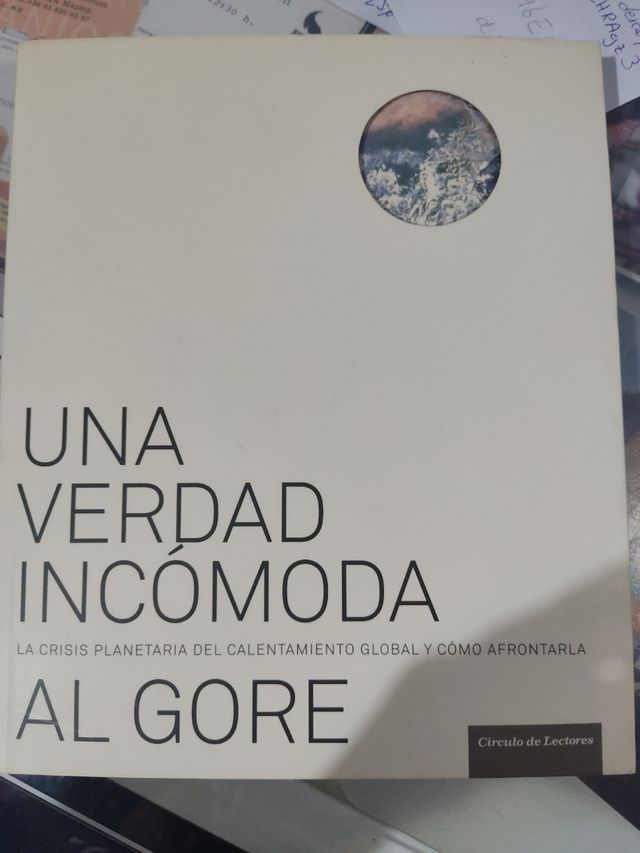 UNA
VERDAD
INCÓMODA
LA CRISIS PLANETARIA DEL CALENTAMIENTO GLOBAL Y CÓMO AFRONTARLA
AL GORE
Círculo de Lectores